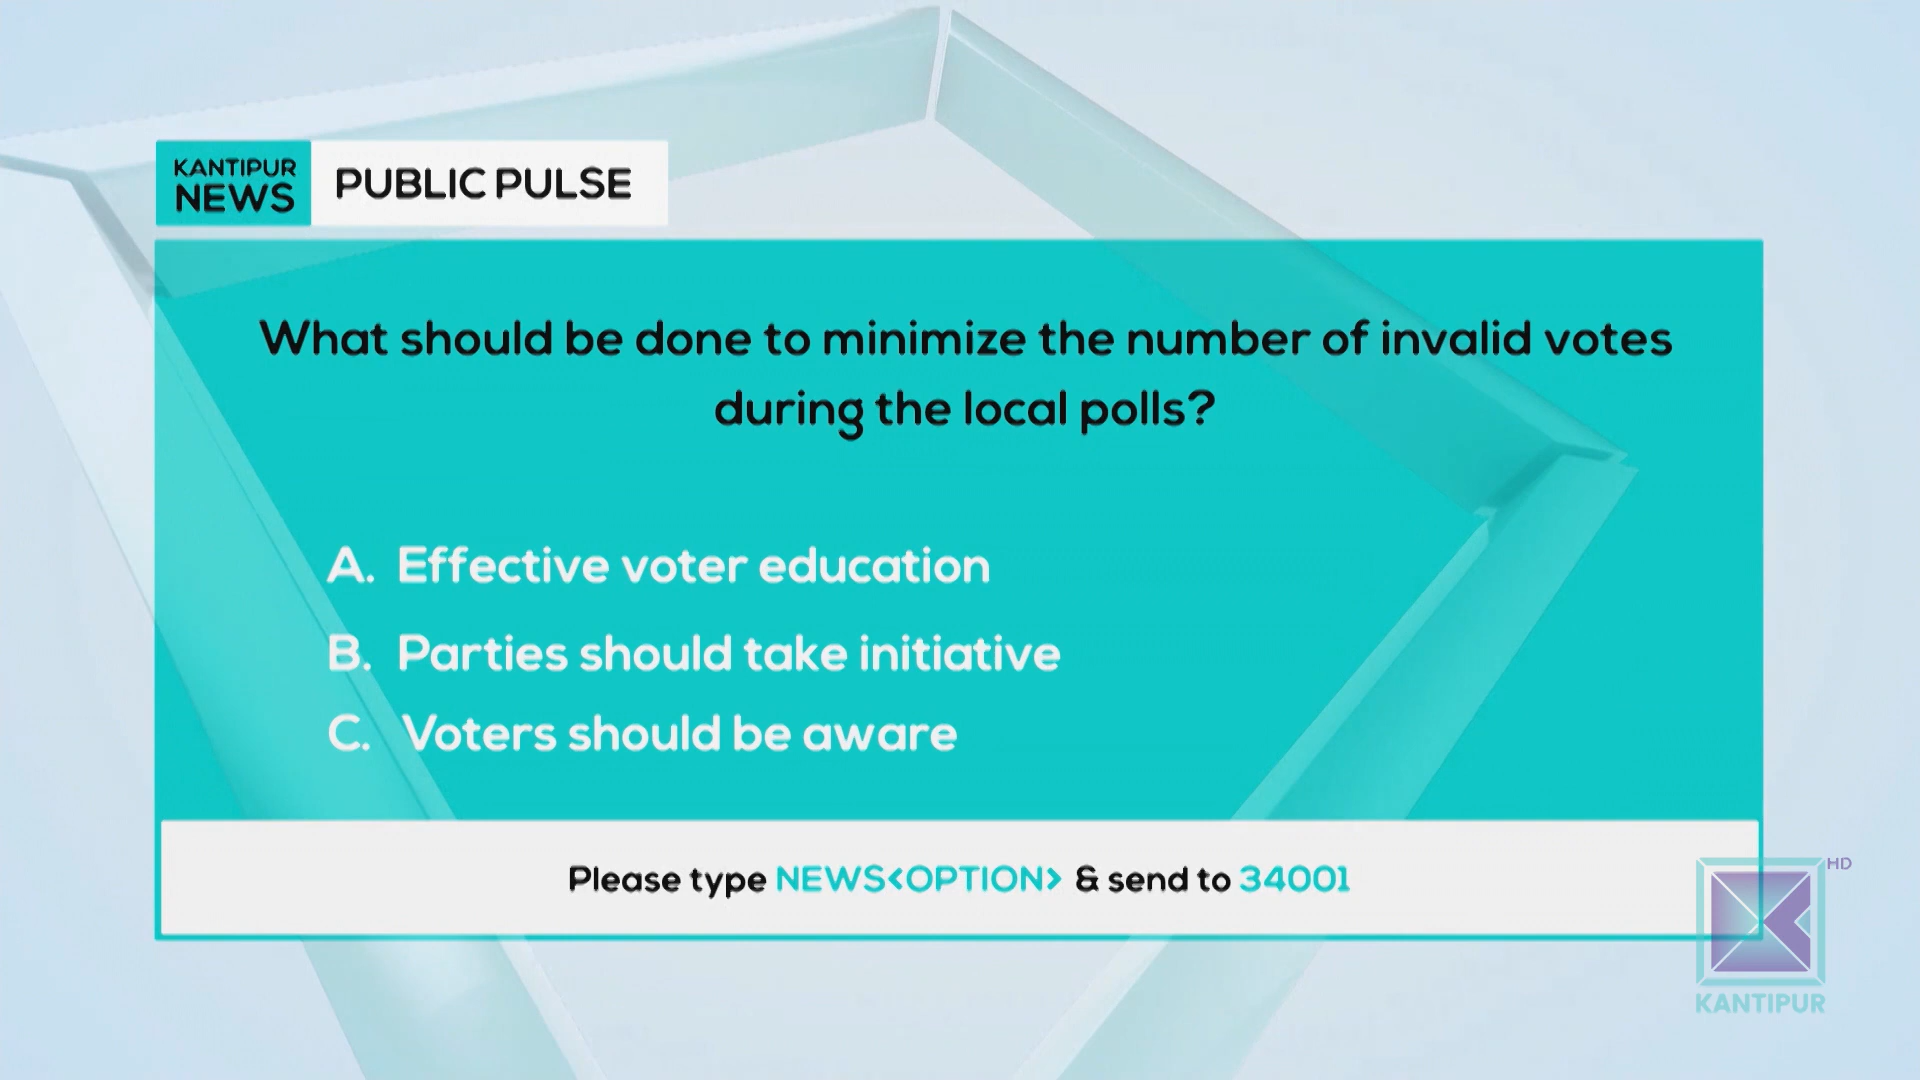 KANTIPUR
NEWS
PUBLIC PULSE
What should be done to minimize the number of invalid votes
during the local polls?
A. Effective voter education
B. Parties should take initiative
C. Voters should be aware
Please type NEWS<OPTION> & send to 34001
HD
KANTIPUR